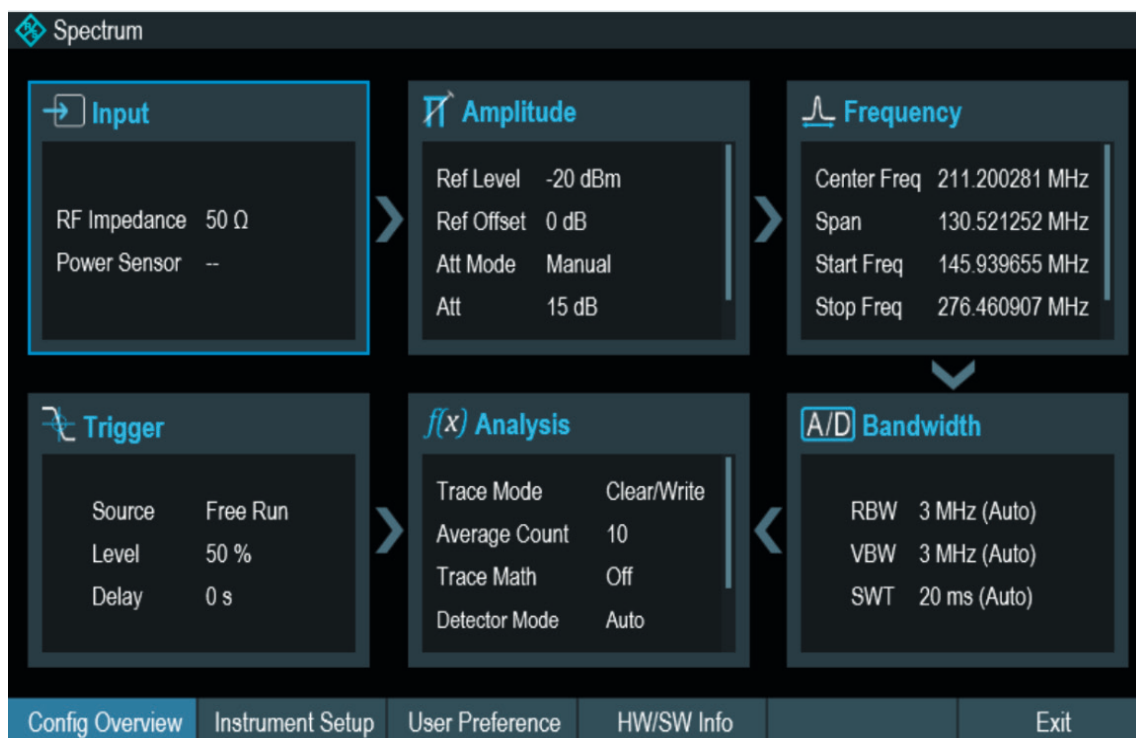 Spectrum
Input
RF Impedance 50 Ω
Power Sensor --
Amplitude
Ref Level -20 dBm
Ref Offset 0 dB
Att Mode Manual
Att 15 dB
Frequency
Center Freq 211.200281 MHz
Span 130.521252 MHz
Start Freq 145.939655 MHz
Stop Freq 276.460907 MHz
Trigger
Source Free Run
Level 50 %
Delay 0 s
f(x) Analysis
Trace Mode Clear/Write
Average Count 10
Trace Math Off
Detector Mode Auto
A/D Bandwidth
RBW 3 MHz (Auto)
VBW 3 MHz (Auto)
SWT 20 ms (Auto)
Config Overview Instrument Setup User Preference HW/SW Info Exit